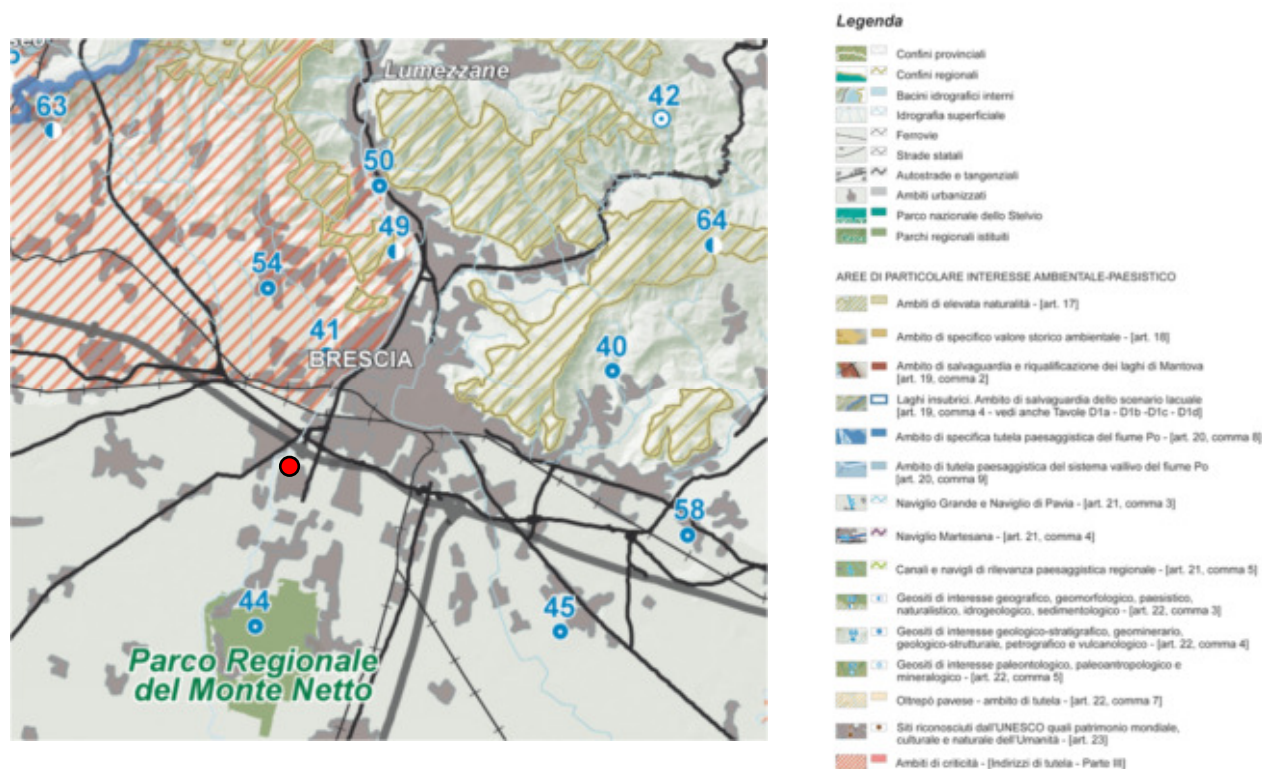 Lumezzane
42
63
50
49
64
54
41
BRESCIA
40
58
44
45
Parco Regionale
del Monte Netto
Legenda
Confini provinciali
Confini regionali
Bacini idrografici interni
Idrografia superficiale
Ferrovie
Strade statali
Autostrade e tangenziali
Ambiti urbanizzati
Parco nazionale dello Stelvio
Parchi regionali istituiti
AREE DI PARTICOLARE INTERESSE AMBIENTALE-PAESISTICO
Ambiti di elevata naturalità - [art. 17]
Ambito di specifico valore storico ambientale - [art. 18]
Ambito di salvaguardia e riqualificazione dei laghi di Mantova
[art. 19, comma 2]
Laghi insubrici. Ambito di salvaguardia dello scenario lacuale
[art. 19, comma 4 - vedi anche Tavole D1a - D1b -D1c - D1d]
Ambito di specifica tutela paesaggistica del fiume Po - [art. 20, comma 8]
Ambito di tutela paesaggistica del sistema vallivo del fiume Po
[art. 20, comma 9]
Naviglio Grande e Naviglio di Pavia - [art. 21, comma 3]
Naviglio Martesana - [art. 21, comma 4]
Canali e navigli di rilevanza paesaggistica regionale - [art. 21, comma 5]
Geositi di interesse geografico, geomorfologico, paesistico,
naturalistico, idrogeologico, sedimentologico - [art. 22, comma 3]
Geositi di interesse geologico-stratigrafico, geominerario,
geologico-strutturale, petrografico e vulcanologico - [art. 22, comma 4]
Geositi di interesse paleontologico, paleoantropologico e
mineralogico - [art. 22, comma 5]
Oltrepò pavese - ambito di tutela - [art. 22, comma 7]
Siti riconosciuti dall'UNESCO quali patrimonio mondiale,
culturale e naturale dell'Umanità - [art. 23]
Ambiti di criticità - [Indirizzi di tutela - Parte III]